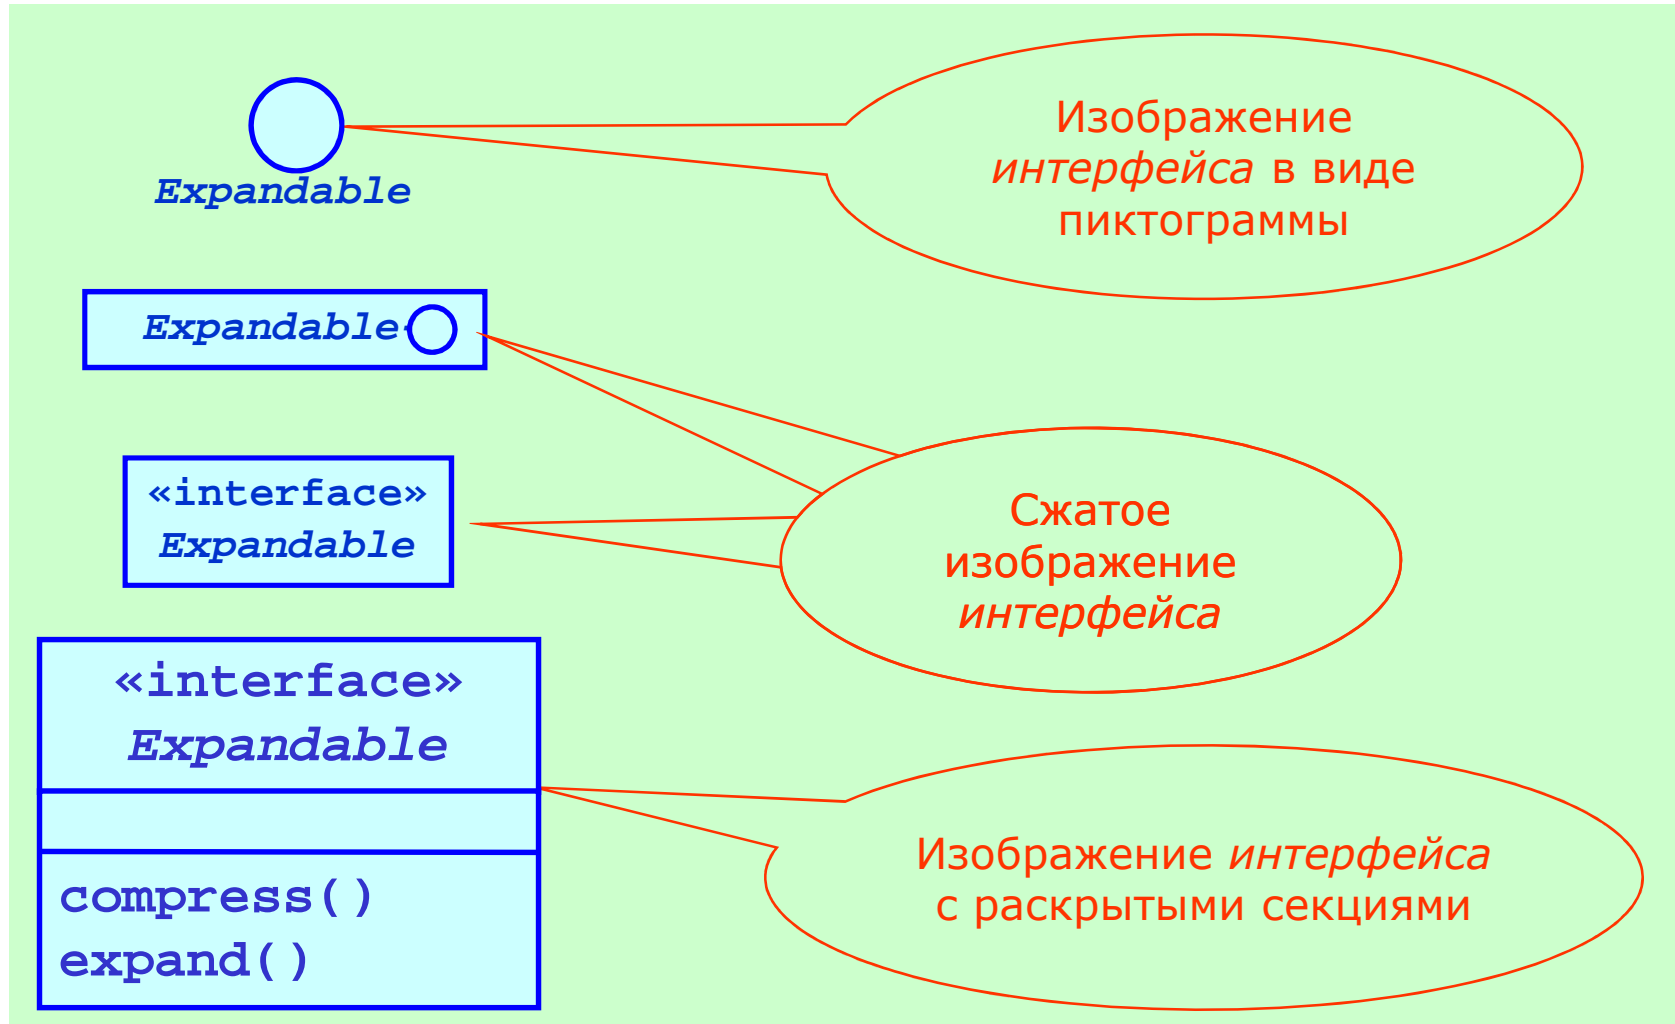 Expandable
Изображение
интерфейса в виде
пиктограммы
Expandable
«interface»
Expandable
Сжатое
изображение
интерфейса
«interface»
Expandable
compress()
expand()
Изображение интерфейса
с раскрытыми секциями